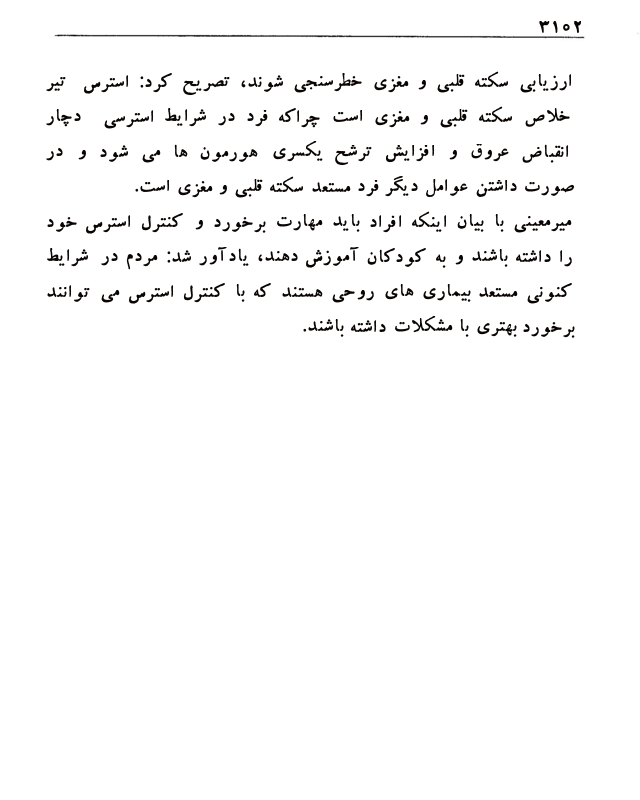 ۳۱۰۲
ارزیابی سکته قلبی و مغزی خطرسنجی شوند، تصریح کرد: استرس تیر
خلاص سکته قلبی و مغزی است چراکه فرد در شرایط استرسی دچار
انقباض عروق و افزایش ترشح یکسری هورمون ها می شود و در
صورت داشتن عوامل دیگر فرد مستعد سکته قلبی و مغزی است.
میرمعینی با بیان اینکه افراد باید مهارت برخورد و کنترل استرس خود
را داشته باشند و به کودکان آموزش دهند، یادآور شد: مردم در شرایط
کنونی مستعد بیماری های روحی هستند که با کنترل استرس می توانند
برخورد بهتری با مشکلات داشته باشند.